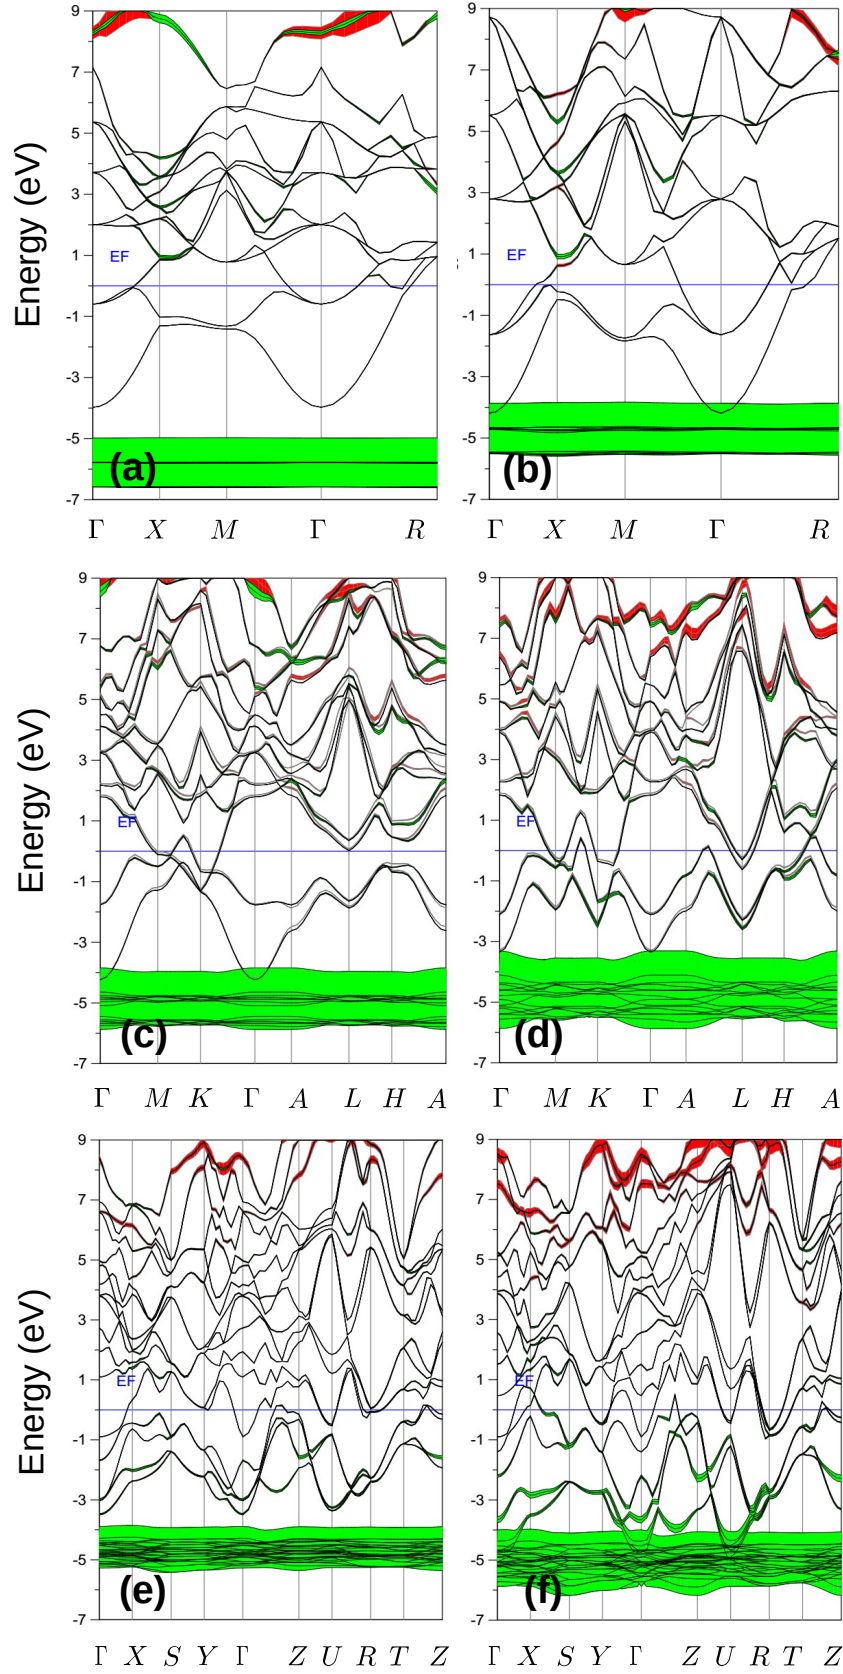 9 9
7 7
5 5
3 3
1 EF 1 EF
-1 -1
-3 -3
-5 -5
(a) (b)
-7 -7
Energy (eV)
Γ X M Γ R Γ X M Γ R
9 9
7 7
5 5
3 3
1 EF 1 EF
-1 -1
-3 -3
-5 -5
(c) (d)
-7 -7
Energy (eV)
Γ M K Γ A L H A Γ M K Γ A L H A
9 9
7 7
5 5
3 3
1 EF 1 EF
-1 -1
-3 -3
-5 -5
(e) (f)
-7 -7
Energy (eV)
Γ X S Y Γ Z U R T Z Γ X S Y Γ Z U R T Z